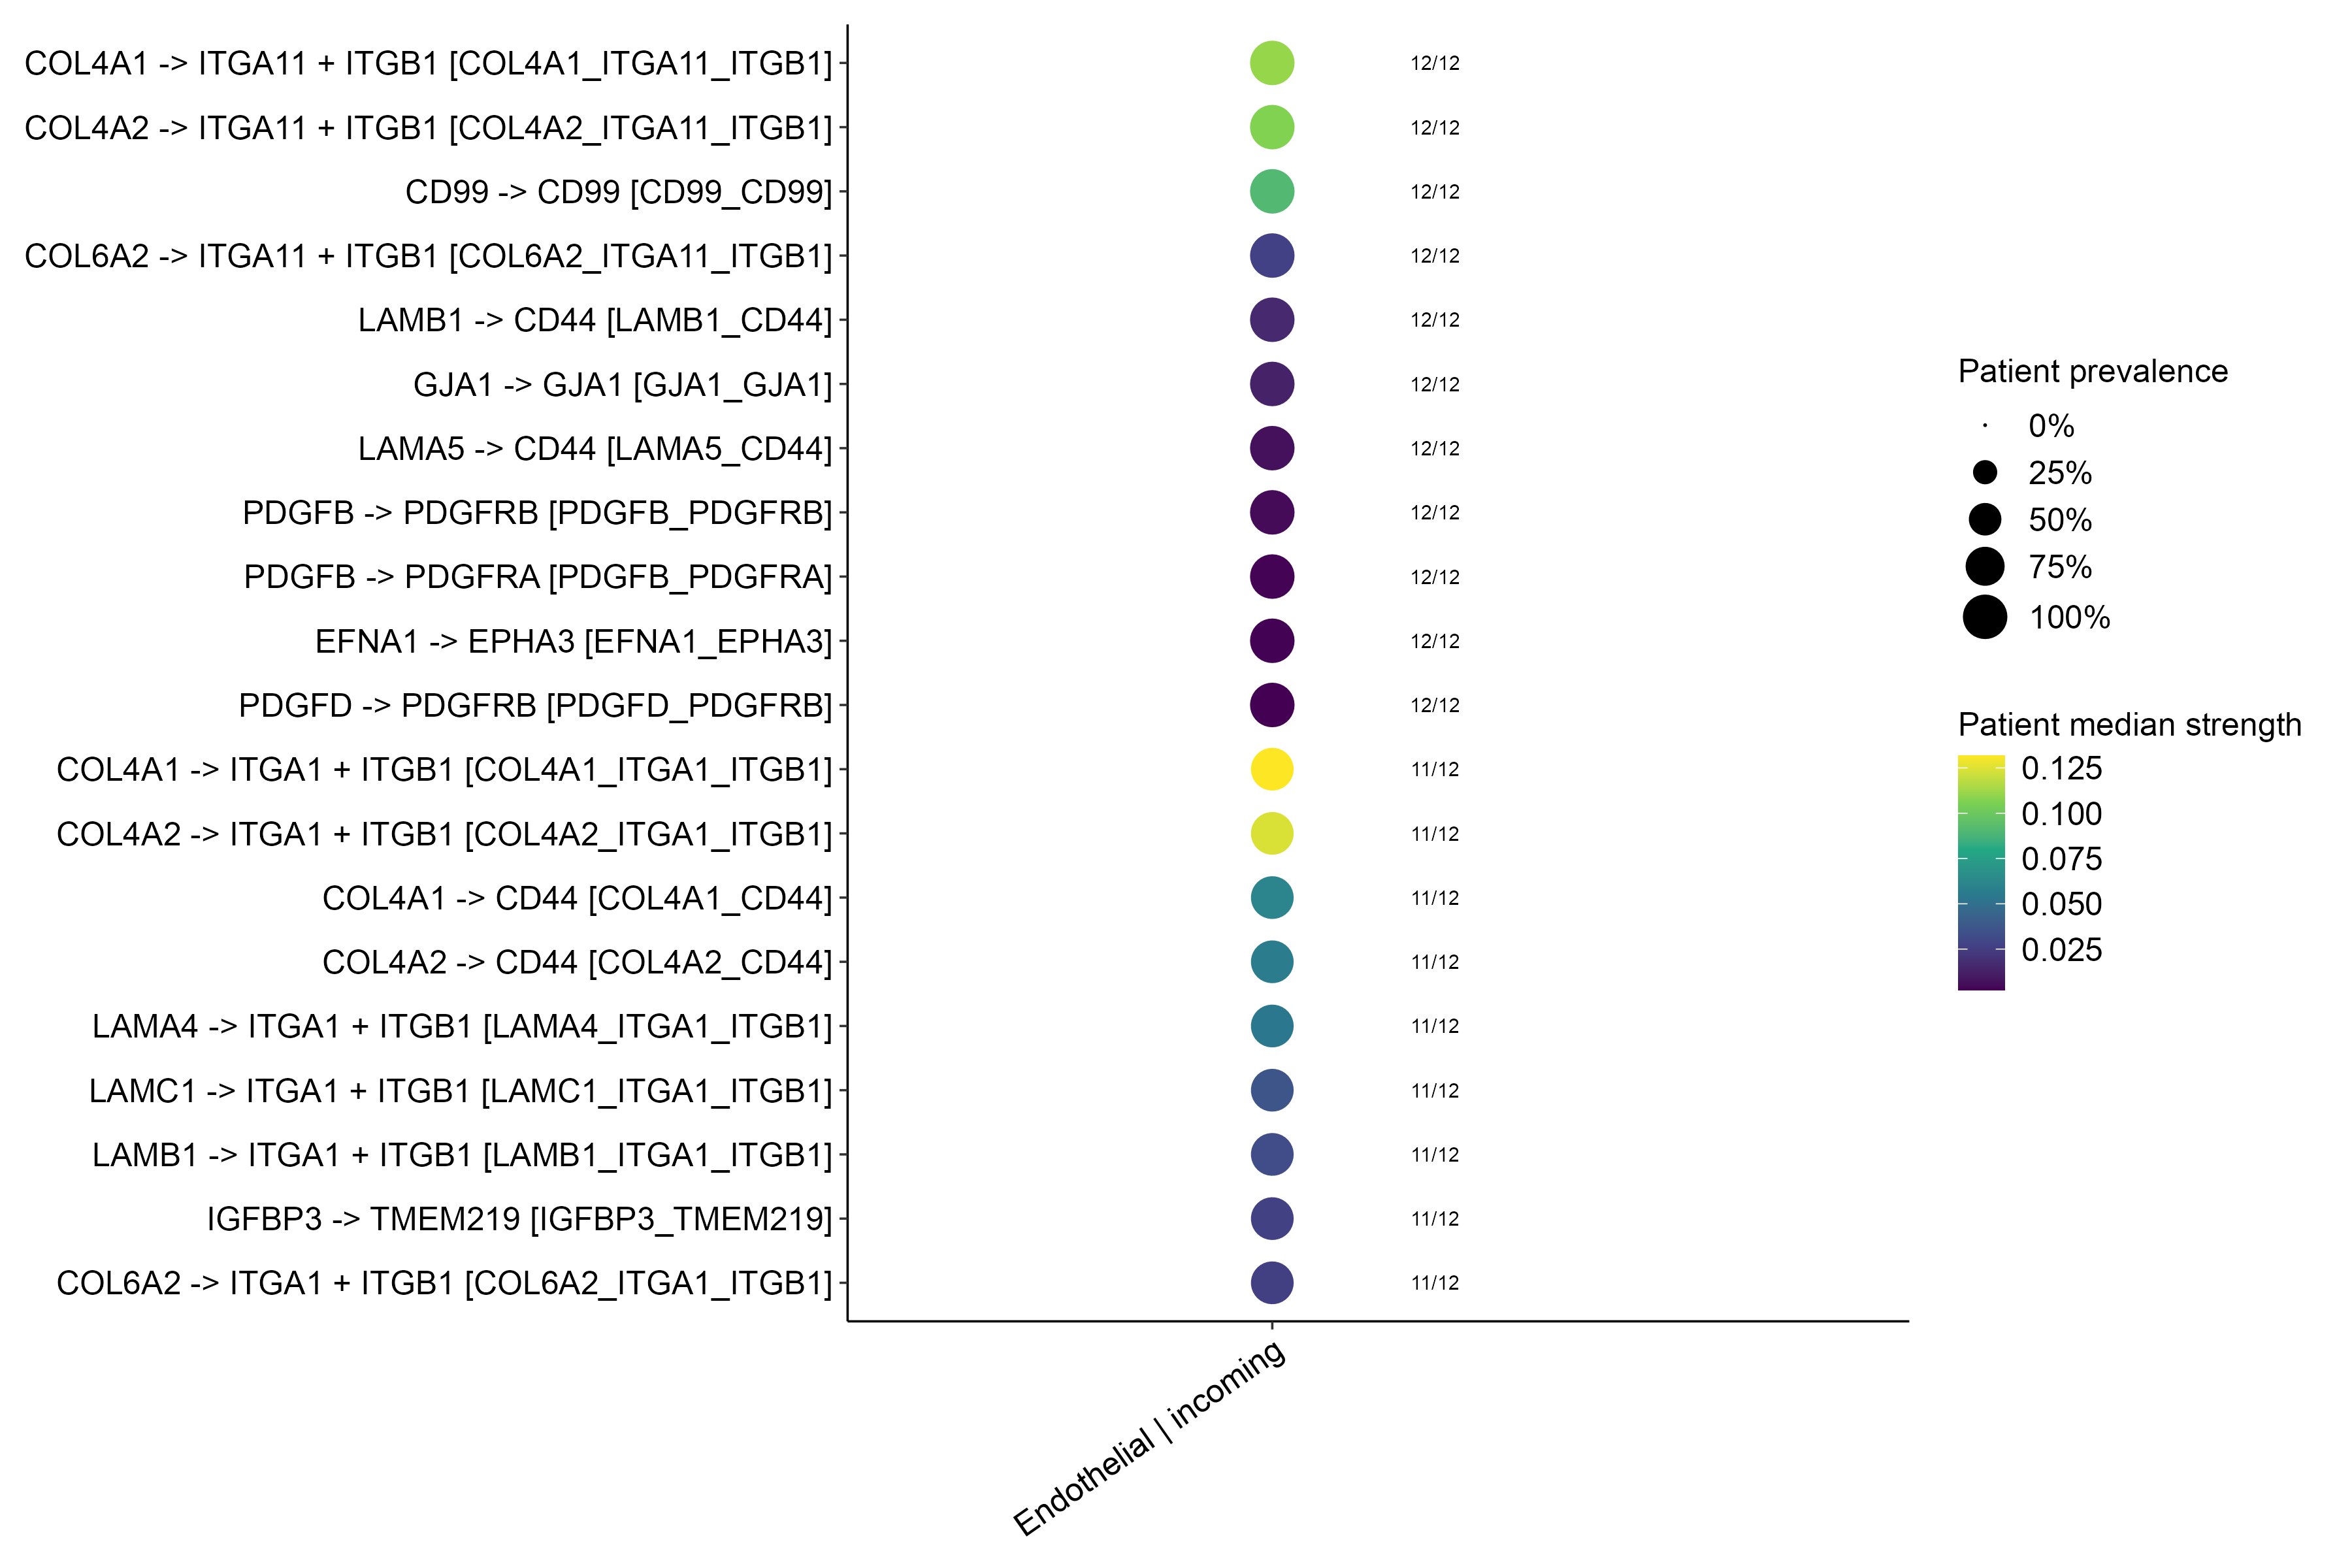 COL4A1 -> ITGA11 + ITGB1 [COL4A1_ITGA11_ITGB1] 12/12
COL4A2 -> ITGA11 + ITGB1 [COL4A2_ITGA11_ITGB1] 12/12
CD99 -> CD99 [CD99_CD99] 12/12
COL6A2 -> ITGA11 + ITGB1 [COL6A2_ITGA11_ITGB1] 12/12
LAMB1 -> CD44 [LAMB1_CD44] 12/12
GJA1 -> GJA1 [GJA1_GJA1] 12/12
LAMA5 -> CD44 [LAMA5_CD44] 12/12
PDGFB -> PDGFRB [PDGFB_PDGFRB] 12/12
PDGFB -> PDGFRA [PDGFB_PDGFRA] 12/12
EFNA1 -> EPHA3 [EFNA1_EPHA3] 12/12
PDGFD -> PDGFRB [PDGFD_PDGFRB] 12/12
COL4A1 -> ITGA1 + ITGB1 [COL4A1_ITGA1_ITGB1] 11/12
COL4A2 -> ITGA1 + ITGB1 [COL4A2_ITGA1_ITGB1] 11/12
COL4A1 -> CD44 [COL4A1_CD44] 11/12
COL4A2 -> CD44 [COL4A2_CD44] 11/12
LAMA4 -> ITGA1 + ITGB1 [LAMA4_ITGA1_ITGB1] 11/12
LAMC1 -> ITGA1 + ITGB1 [LAMC1_ITGA1_ITGB1] 11/12
LAMB1 -> ITGA1 + ITGB1 [LAMB1_ITGA1_ITGB1] 11/12
IGFBP3 -> TMEM219 [IGFBP3_TMEM219] 11/12
COL6A2 -> ITGA1 + ITGB1 [COL6A2_ITGA1_ITGB1] 11/12
Endothelial | incoming
Patient prevalence
0%
25%
50%
75%
100%
Patient median strength
0.125
0.100
0.075
0.050
0.025